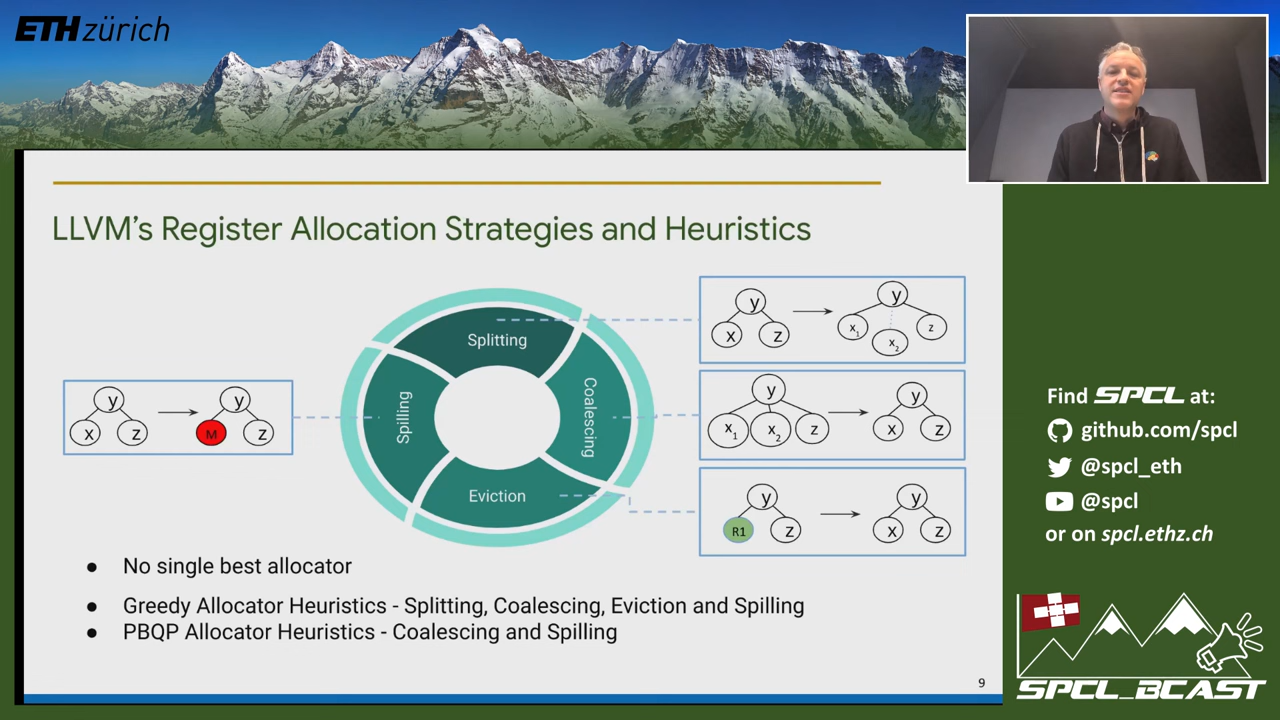 ETH zürich
LLVM's Register Allocation Strategies and Heuristics
Splitting
Coalescing
Eviction
Spilling
y
x z
y
M z
y
x z
y
x1 x2 z
y
x1 x2 z
y
x z
y
R1 z
y
x z
● No single best allocator
● Greedy Allocator Heuristics - Splitting, Coalescing, Eviction and Spilling
● PBQP Allocator Heuristics - Coalescing and Spilling
9
Find SPCL at:
github.com/spcl
@spcl_eth
@spcl
or on spcl.ethz.ch
SPCL_BCAST